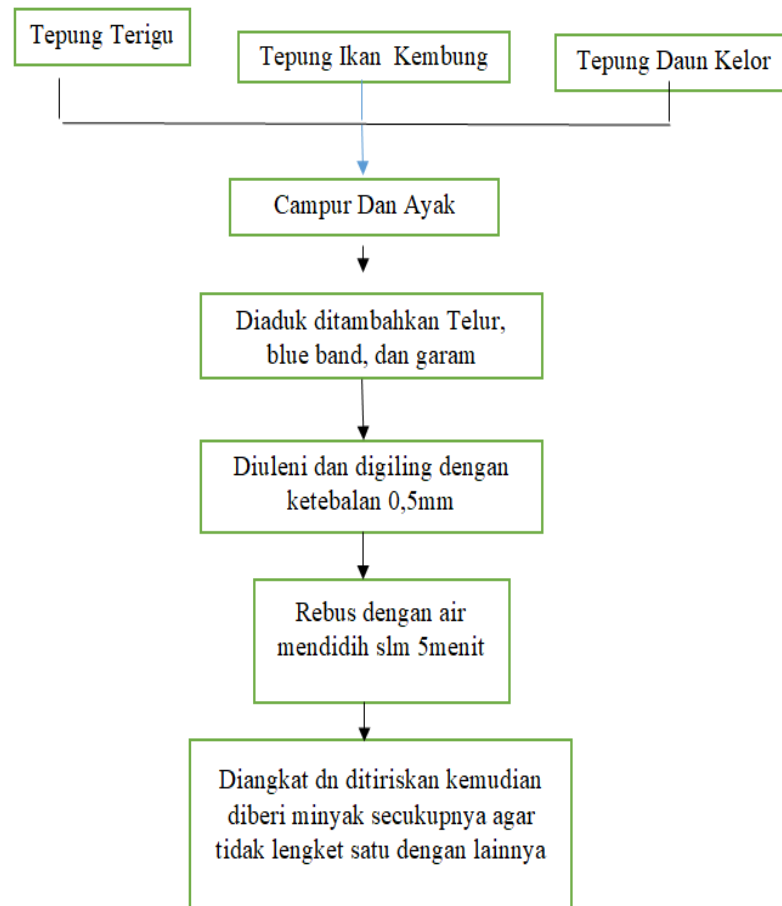 Tepung Terigu
Tepung Ikan Kembung
Tepung Daun Kelor
Campur Dan Ayak
Diaduk ditambahkan Telur,
blue band, dan garam
Diuleni dan digiling dengan
ketebalan 0,5mm
Rebus dengan air
mendidih slm 5menit
Diangkat dn ditiriskan kemudian
diberi minyak secukupnya agar
tidak lengket satu dengan lainnya